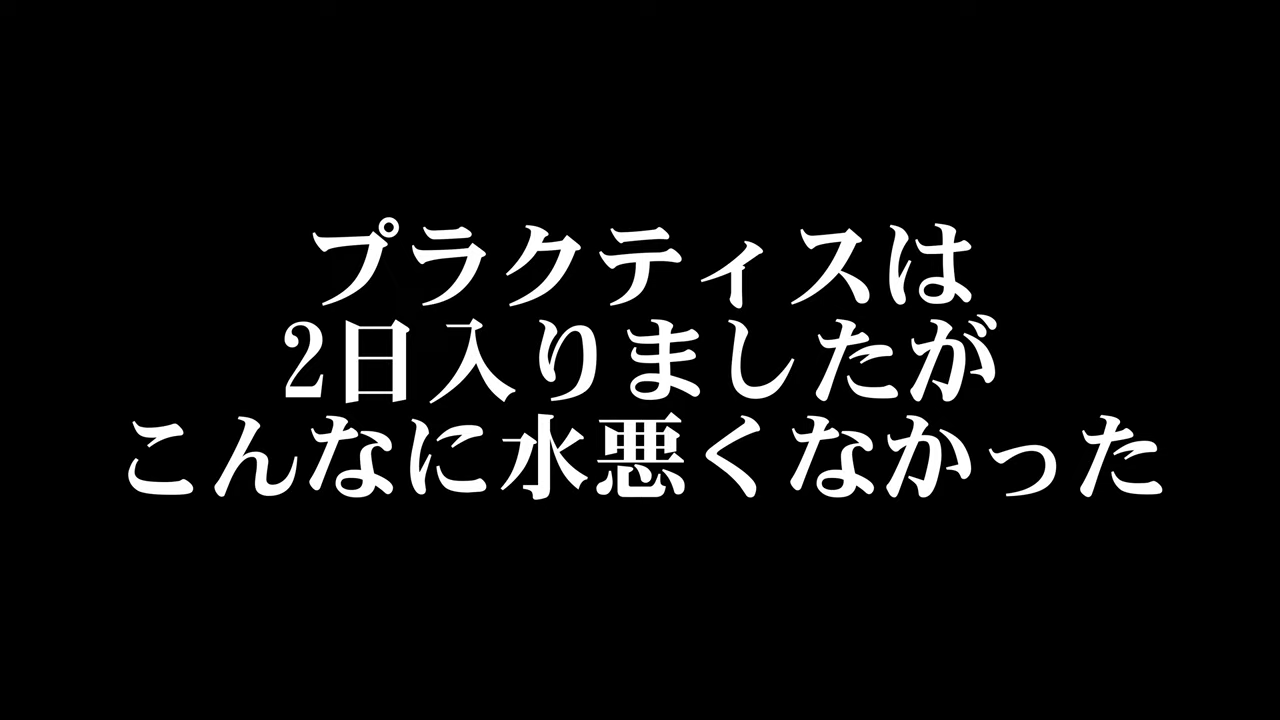 プラクティスは
2日入りましたが
こんなに水悪くなかった